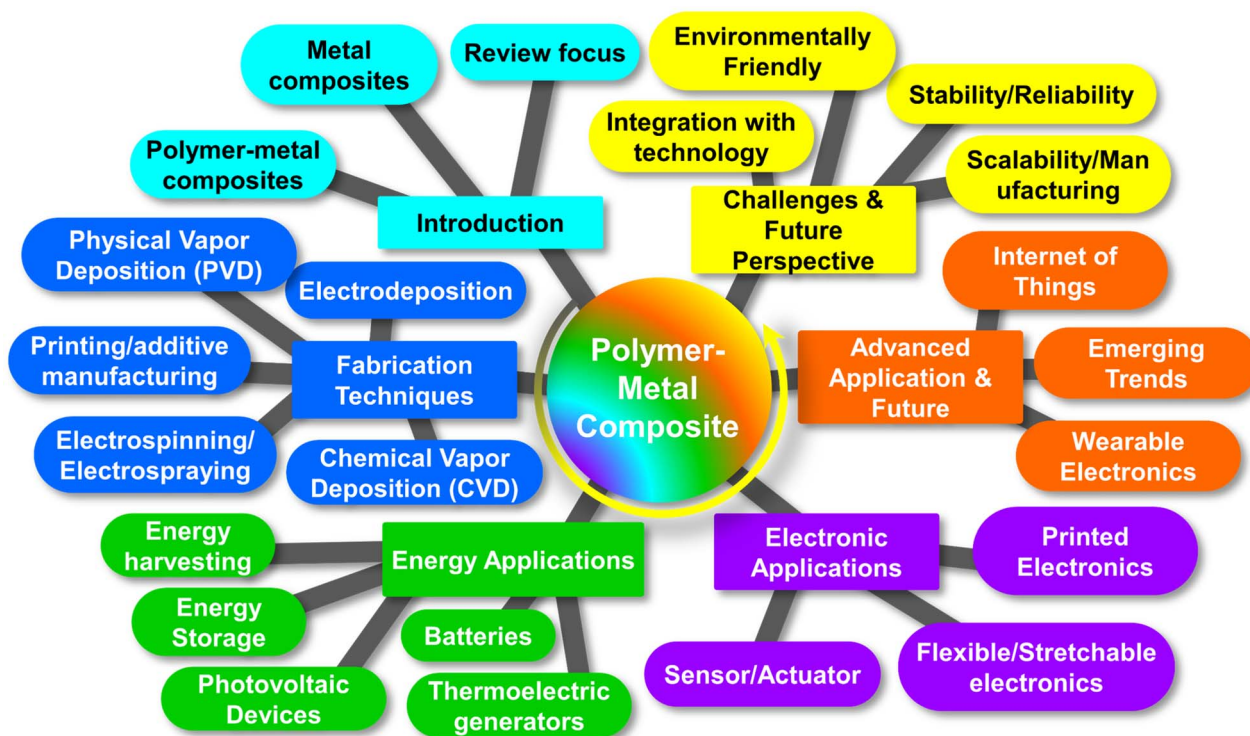 Metal
composites
Review focus
Polymer-metal
composites
Introduction
Environmentally
Friendly
Stability/Reliability
Integration with
technology
Scalability/Man
ufacturing
Challenges &
Future
Perspective
Physical Vapor
Deposition (PVD)
Electrodeposition
Printing/additive
manufacturing
Fabrication
Techniques
Electrospinning/
Electrospraying
Chemical Vapor
Deposition (CVD)
Polymer-
Metal
Composite
Internet of
Things
Advanced
Application &
Future
Emerging
Trends
Wearable
Electronics
Energy
harvesting
Energy Applications
Energy
Storage
Batteries
Photovoltaic
Devices
Thermoelectric
generators
Electronic
Applications
Printed
Electronics
Sensor/Actuator
Flexible/Stretchable
electronics